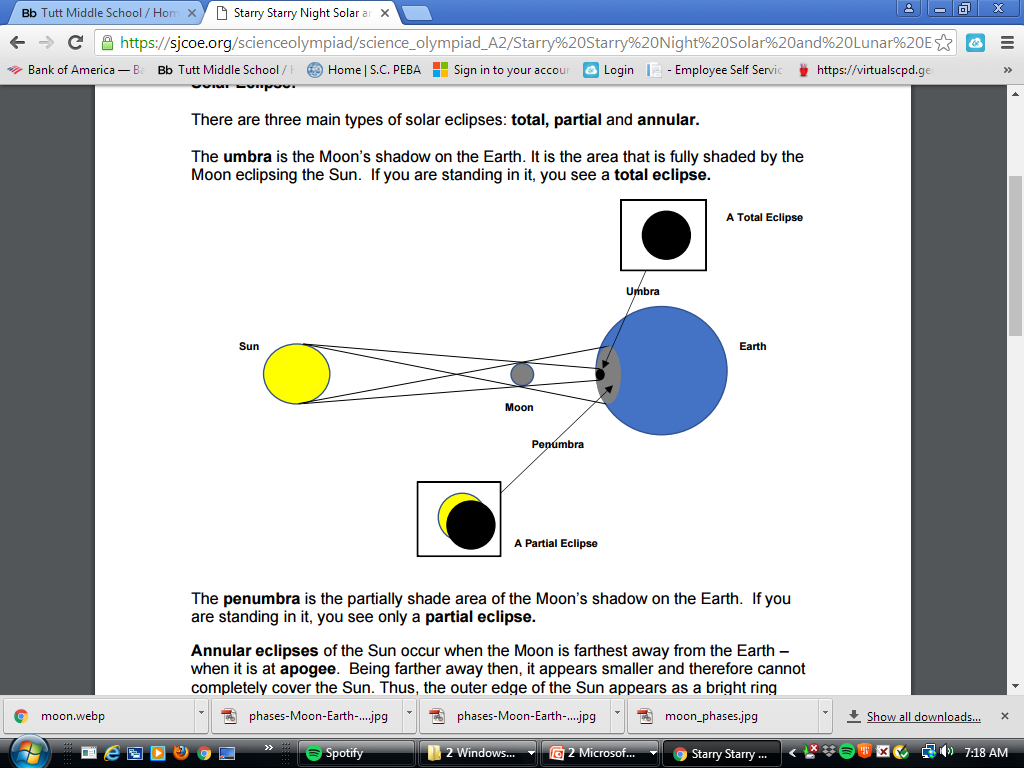 Bb Tutt Middle School / Hom
Starry Starry Night Solar a
https://sjcoe.org/scienceolympiad/science_olympiad_A2/Starry%20Starry%20Night%20Solar%20and%20Lunar%20E
Bank of America — B
Bb Tutt Middle School / H
Home | S.C. PEBA
Sign in to your accour
Login
- Employee Self Servic
https://virtualscpd.ge
»
Solar Eclipse.
There are three main types of solar eclipses: total, partial and annular.
The umbra is the Moon's shadow on the Earth. It is the area that is fully shaded by the
Moon eclipsing the Sun. If you are standing in it, you see a total eclipse.
A Total Eclipse
Umbra
Sun
Earth
Moon
Penumbra
A Partial Eclipse
The penumbra is the partially shade area of the Moon's shadow on the Earth. If you
are standing in it, you see only a partial eclipse.
Annular eclipses of the Sun occur when the Moon is farthest away from the Earth –
when it is at apogee. Being farther away then, it appears smaller and therefore cannot
completely cover the Sun. Thus, the outer edge of the Sun appears as a bright ring
moon.webp
phases-Moon-Earth-....jpg
phases-Moon-Earth-....jpg
moon_phases.jpg
Show all downloads...
»
Spotify
2 Windows...
2 Microsof...
Starry Starry ...
7:18 AM